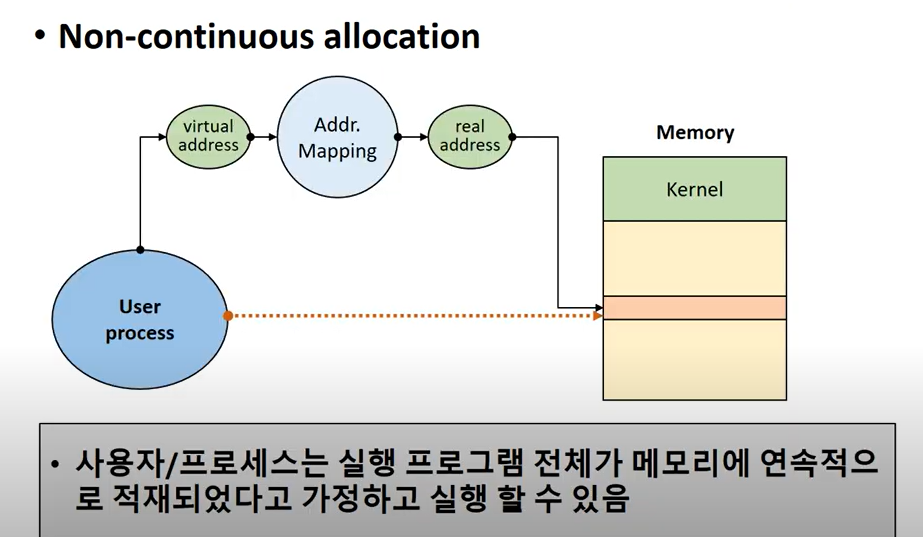 • Non-continuous allocation
virtual
address
Addr.
Mapping
real
address
Memory
Kernel
User
process
• 사용자/프로세스는 실행 프로그램 전체가 메모리에 연속적으
로 적재되었다고 가정하고 실행 할 수 있음